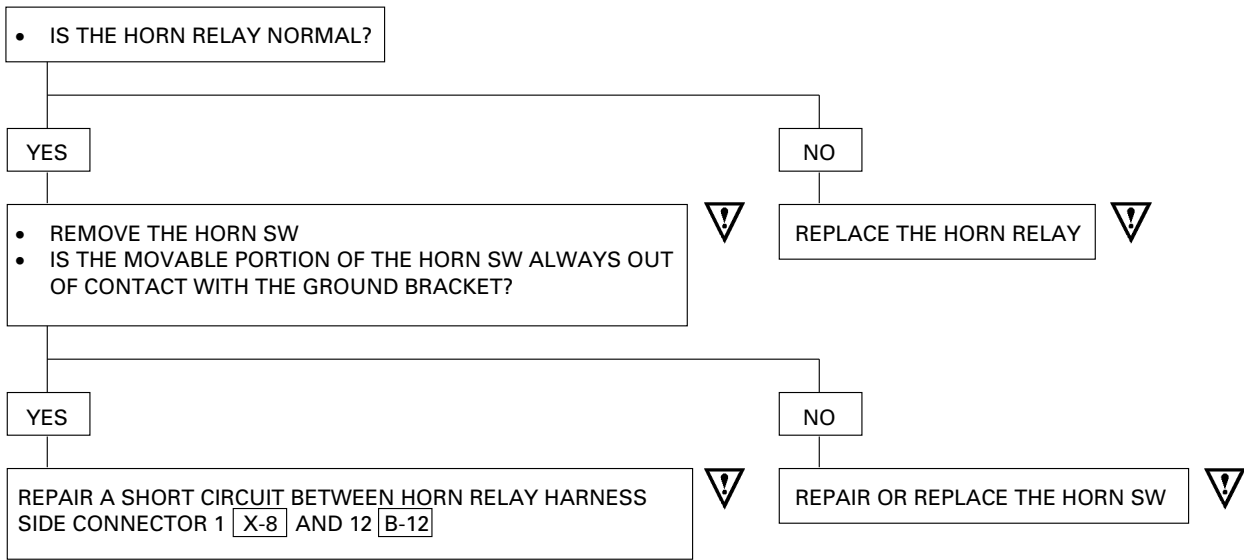 • IS THE HORN RELAY NORMAL?
YES
NO
• REMOVE THE HORN SW
• IS THE MOVABLE PORTION OF THE HORN SW ALWAYS OUT
OF CONTACT WITH THE GROUND BRACKET?
!
REPLACE THE HORN RELAY
!
YES
NO
REPAIR A SHORT CIRCUIT BETWEEN HORN RELAY HARNESS
SIDE CONNECTOR 1 X-8 AND 12 B-12
!
REPAIR OR REPLACE THE HORN SW
!